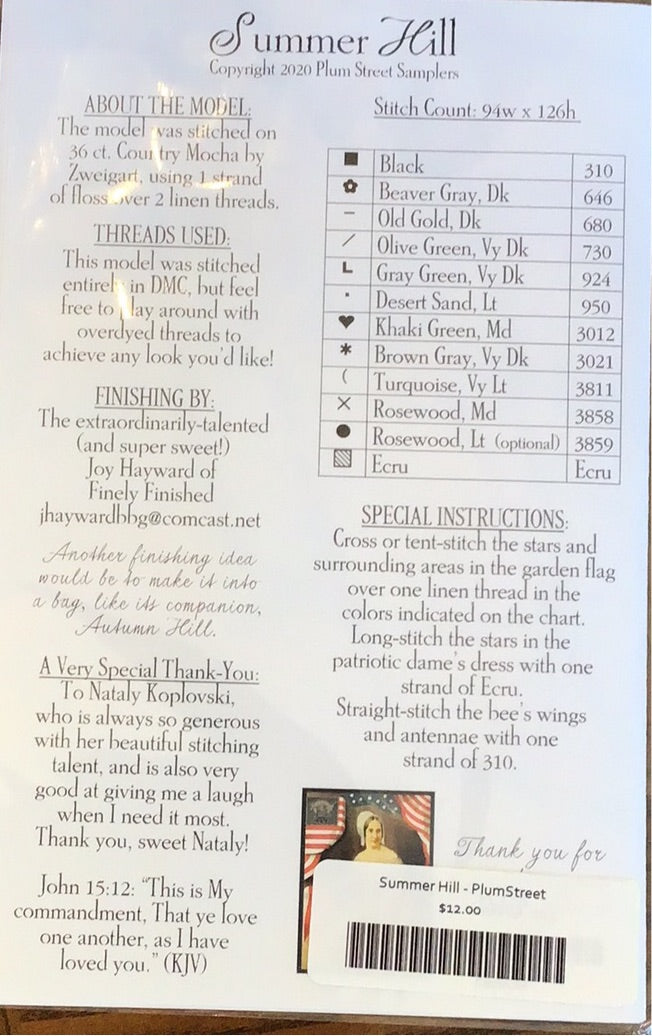 Summer Hill
Copyright 2020 Plum Street Samplers
ABOUT THE MODEL:
The model was stitched on
36 ct. Country Mocha by
Zweigart, using 1 strand
of floss over 2 linen threads.
THREADS USED:
This model was stitched
entirely in DMC, but feel
free to play around with
overdyed threads to
achieve any look you'd like!
FINISHING BY:
The extraordinarily-talented
(and super sweet!)
Joy Hayward of
Finely Finished
jhaywardbbg@comcast.net
Another finishing idea
would be to make it into
a bag, like its companion,
Autumn Hill.
A Very Special Thank-You:
To Nataly Koplovski,
who is always so generous
with her beautiful stitching
talent, and is also very
good at giving me a laugh
when I need it most.
Thank you, sweet Nataly!
John 15:12: "This is My
commandment, That ye love
one another, as I have
loved you." (KJV)
Stitch Count: 94w x 126h
Black 310
Beaver Gray, Dk 646
Old Gold, Dk 680
Olive Green, Vy Dk 730
Gray Green, Vy Dk 924
Desert Sand, Lt 950
Khaki Green, Md 3012
Brown Gray, Vy Dk 3021
Turquoise, Vy Lt 3811
Rosewood, Md 3858
Rosewood, Lt (optional) 3859
Ecru Ecru
SPECIAL INSTRUCTIONS:
Cross or tent-stitch the stars and
surrounding areas in the garden flag
over one linen thread in the
colors indicated on the chart.
Long-stitch the stars in the
patriotic dame's dress with one
strand of Ecru.
Straight-stitch the bee's wings
and antennae with one
strand of 310.
Thank you for
Summer Hill - PlumStreet
$12.00